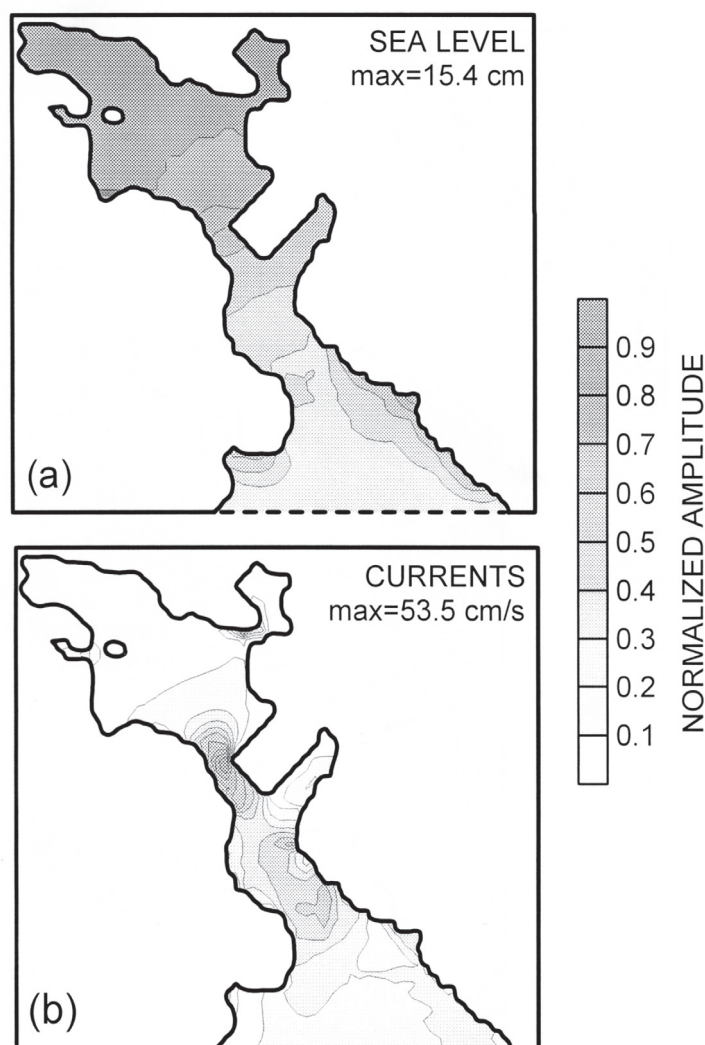 SEA LEVEL
max=15.4 cm
(a)
CURRENTS
max=53.5 cm/s
(b)
0.9
0.8
0.7
0.6
0.5
0.4
0.3
0.2
0.1
NORMALIZED AMPLITUDE